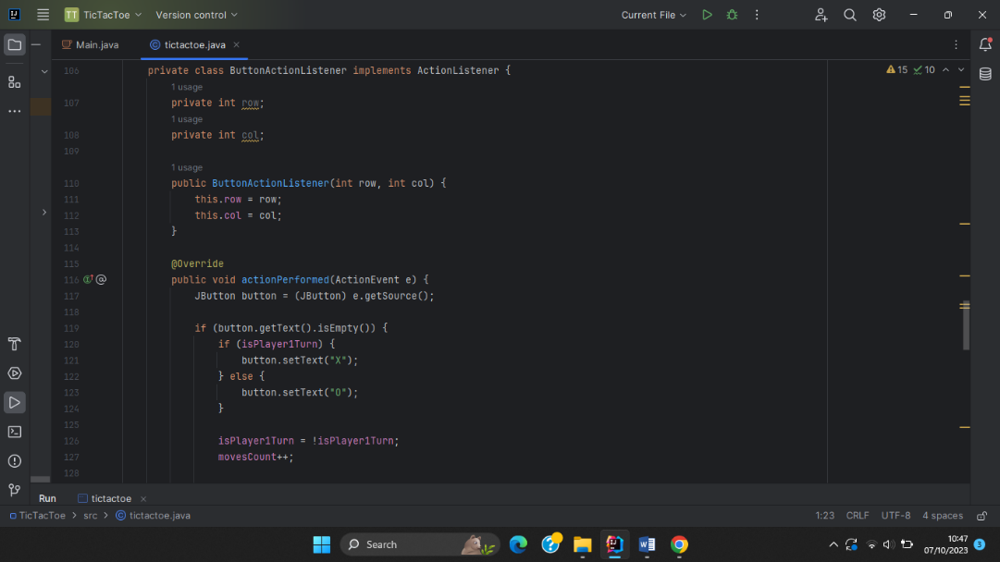 TT TicTacToe Version control Current File
Main.java tictactoe.java
15 10
106 private class ButtonActionListener implements ActionListener {
1 usage
107 private int row;
1 usage
108 private int col;
109
1 usage
110 public ButtonActionListener(int row, int col) {
111 this.row = row;
112 this.col = col;
113 }
114
115 @Override
116 public void actionPerformed(ActionEvent e) {
117 JButton button = (JButton) e.getSource();
118
119 if (button.getText().isEmpty()) {
120 if (isPlayer1Turn) {
121 button.setText("X");
122 } else {
123 button.setText("O");
124 }
125
126 isPlayer1Turn = !isPlayer1Turn;
127 movesCount++;
128
Run tictactoe
TicTacToe > src > tictactoe.java 1:23 CRLF UTF-8 4 spaces
Search 10:47
07/10/2023 3